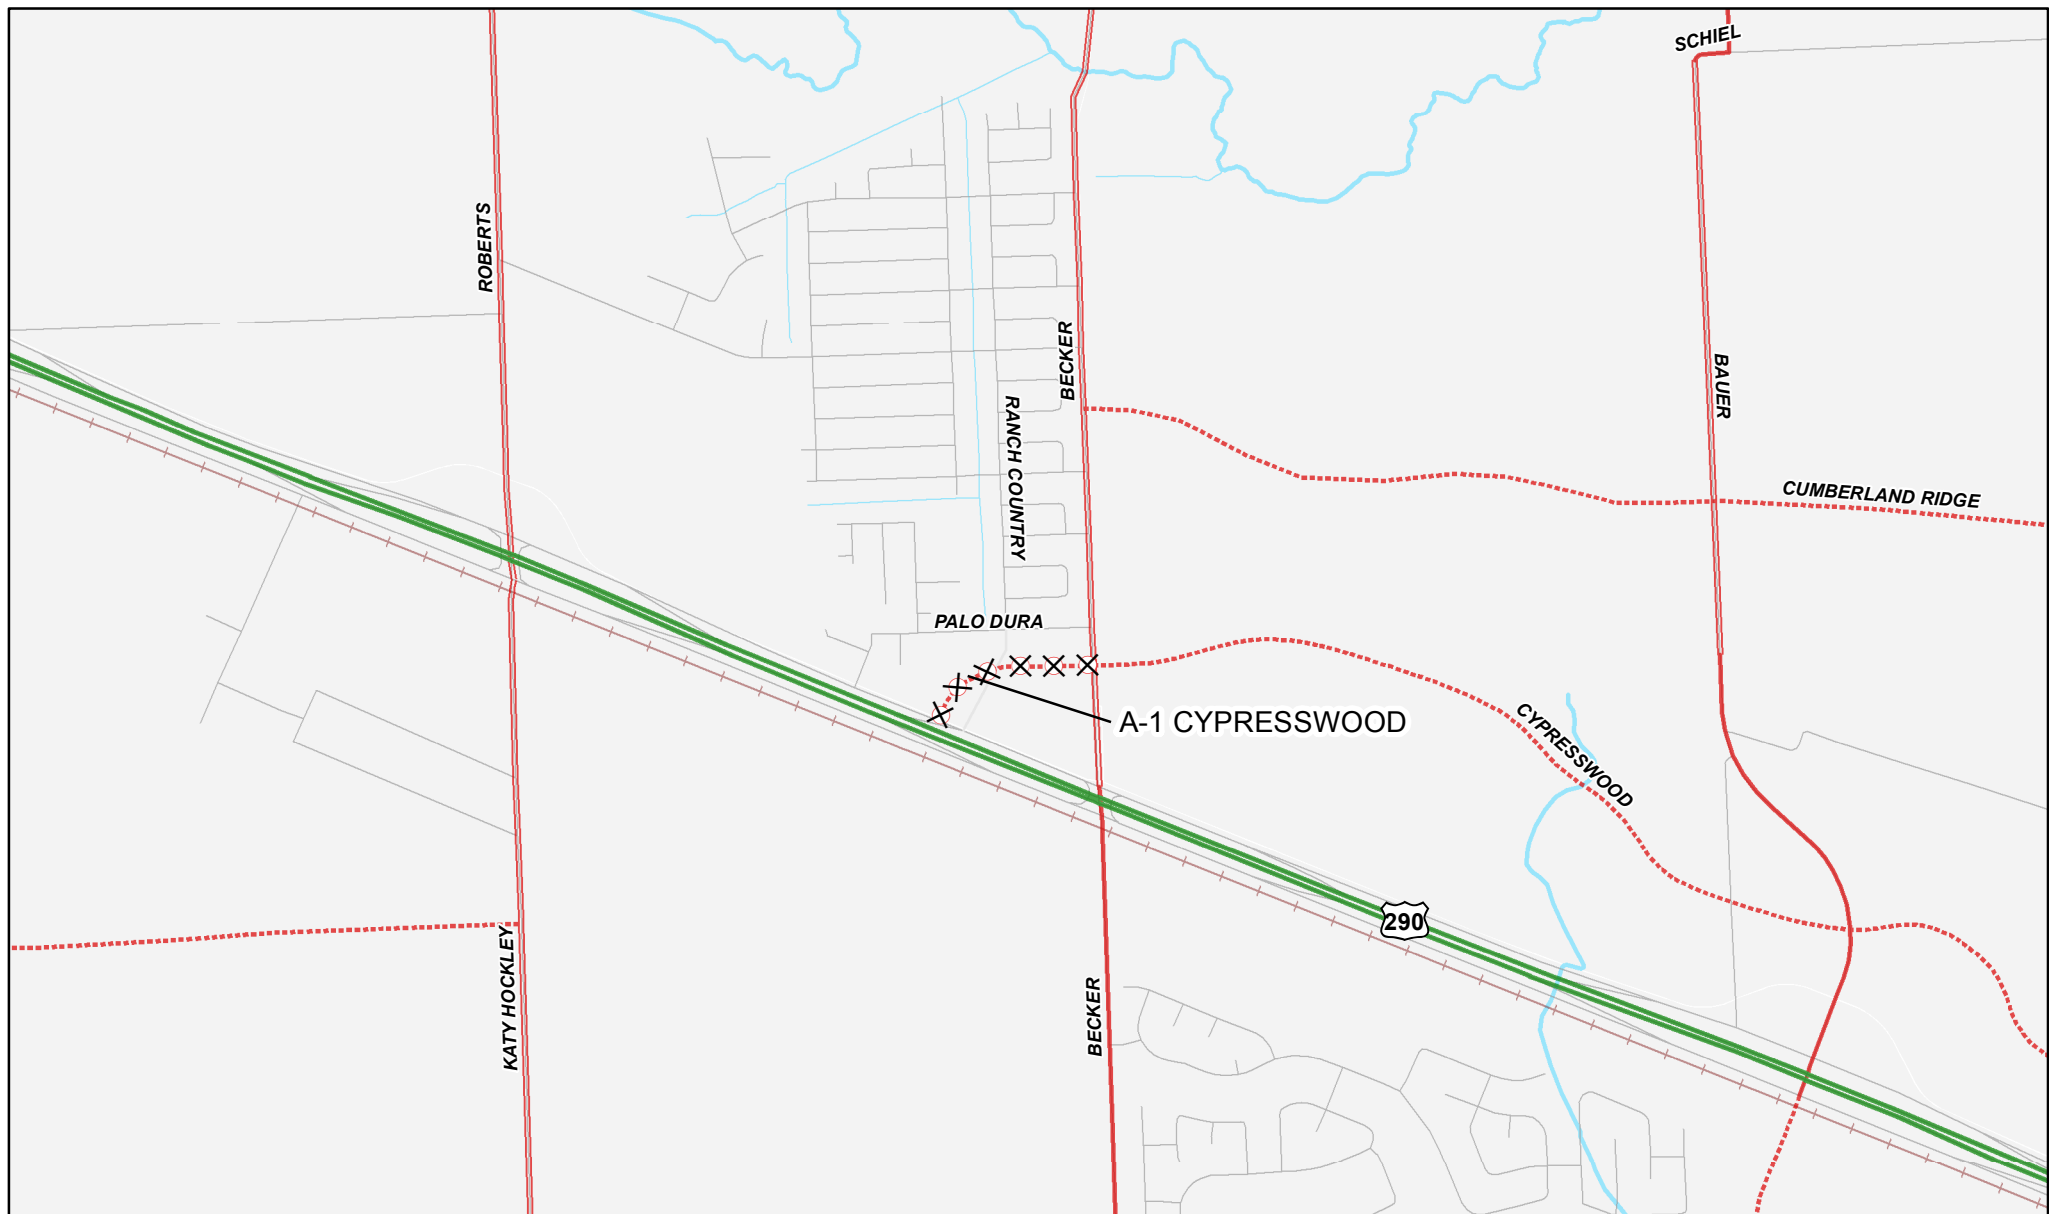 SCHIEL
ROBERTS
BECKER
BAUER
RANCH COUNTRY
CUMBERLAND RIDGE
PALO DURA
A-1 CYPRESSWOOD
CYPRESSWOOD
290
KATY HOCKLEY
BECKER